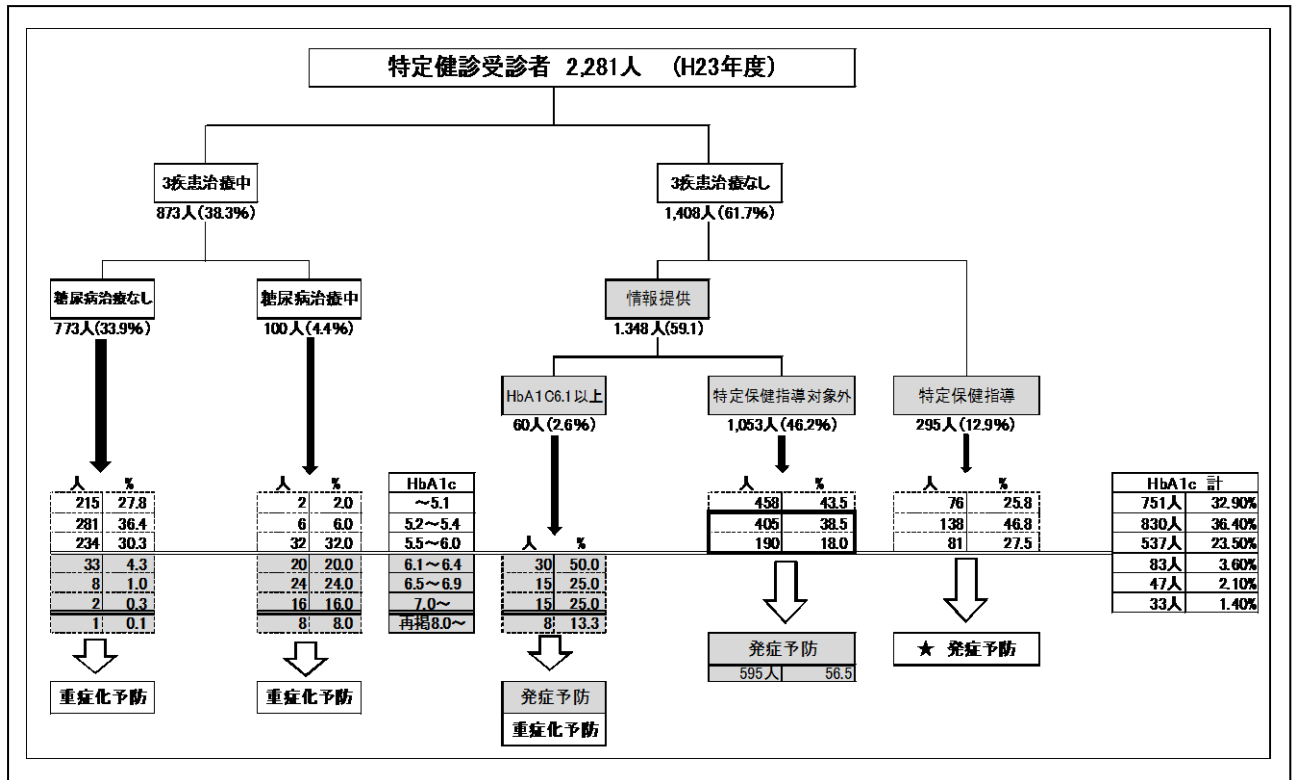 特定健診受診者 2,281人 (H23年度)
3疾患治療中
3疾患治療なし
873人(38.3%)
1,408人(61.7%)
糖尿病治療なし
糖尿病治療中
情報提供
773人(33.9%)
100人(4.4%)
1.348人(59.1)
HbA1C6.1以上
特定保健指導対象外
特定保健指導
60人(2.6%)
1,053人(46.2%)
295人(12.9%)
人 % 人 % HbA1c 人 % 人 % HbA1c 計
215 27.8 2 2.0 ～5.1 458 43.5 76 25.8 751人 32.90%
281 36.4 6 6.0 5.2～5.4 405 38.5 138 46.8 830人 36.40%
234 30.3 32 32.0 5.5～6.0 人 % 190 18.0 81 27.5 537人 23.50%
33 4.3 20 20.0 6.1～6.4 30 50.0 83人 3.60%
8 1.0 24 24.0 6.5～6.9 15 25.0 47人 2.10%
2 0.3 16 16.0 7.0～ 15 25.0 33人 1.40%
1 0.1 8 8.0 再掲8.0～ 8 13.3
発症予防
★ 発症予防
595人 56.5
重症化予防
重症化予防
発症予防
重症化予防